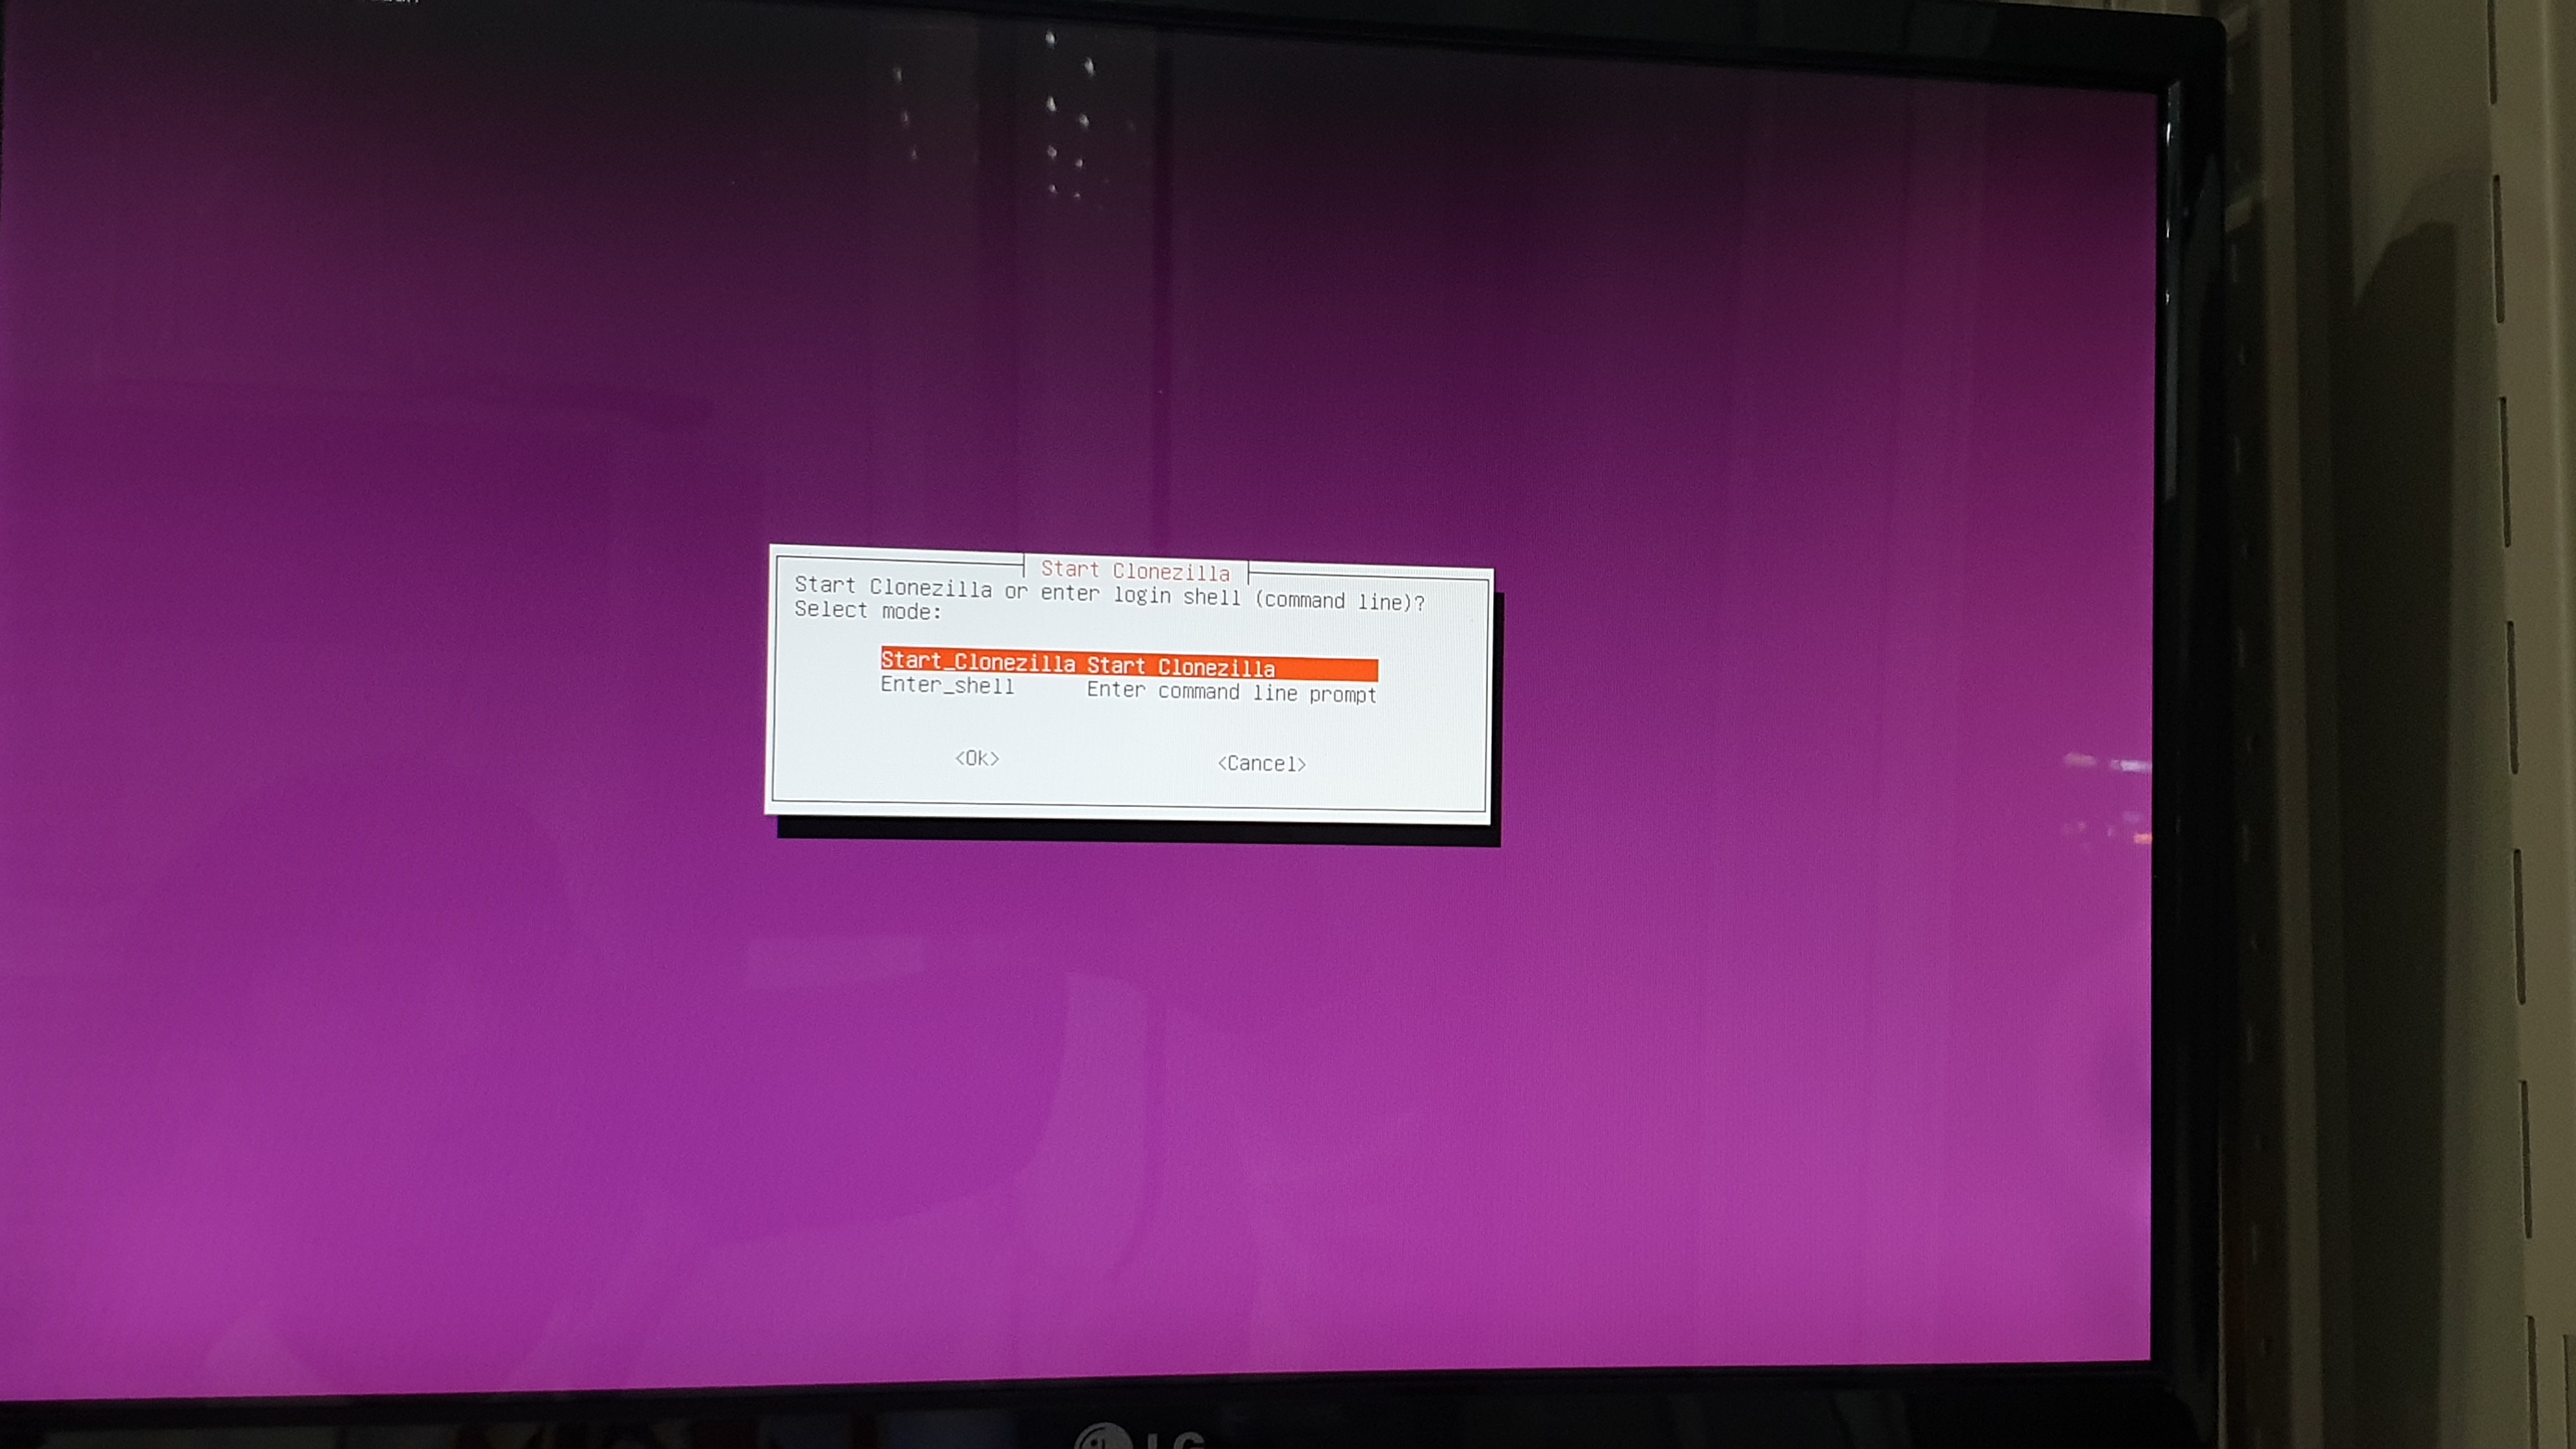 Start Clonezilla
Start Clonezilla or enter login shell (command line)?
Select mode:
Start_Clonezilla Start Clonezilla
Enter_shell Enter command line prompt
<Ok> <Cancel>
LG